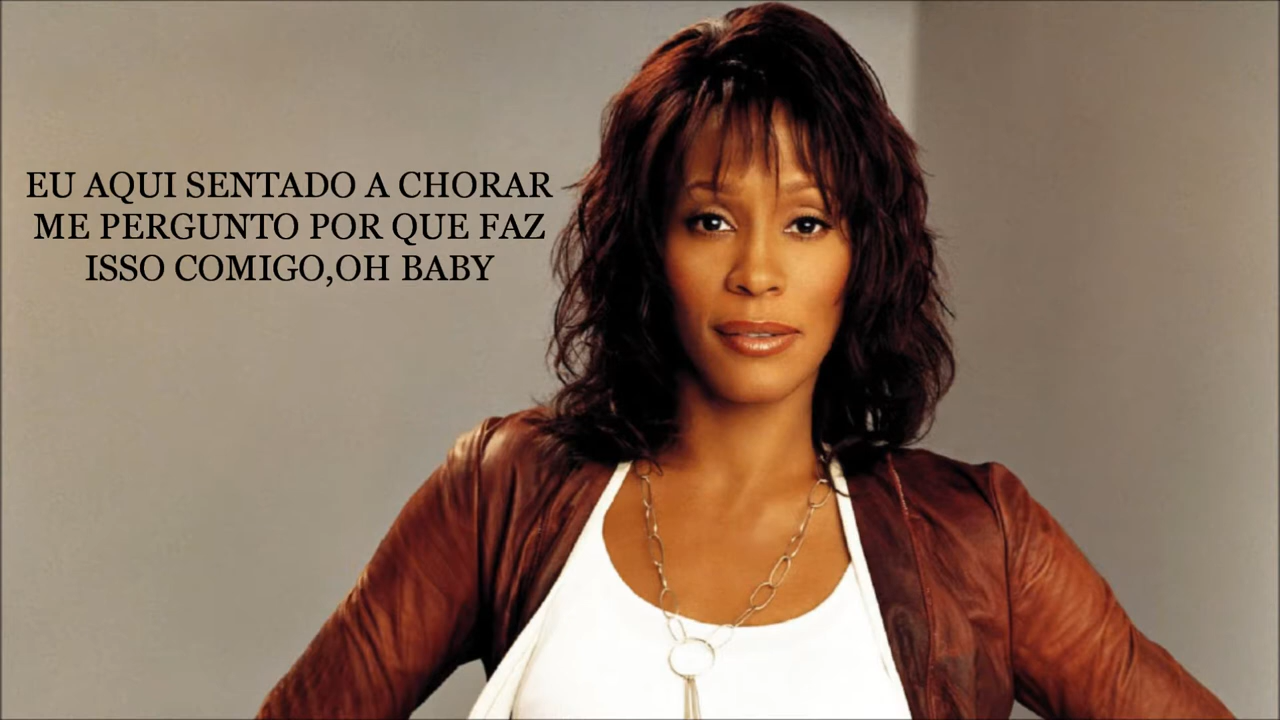 EU AQUI SENTADO A CHORAR
ME PERGUNTO POR QUE FAZ
ISSO COMIGO,OH BABY